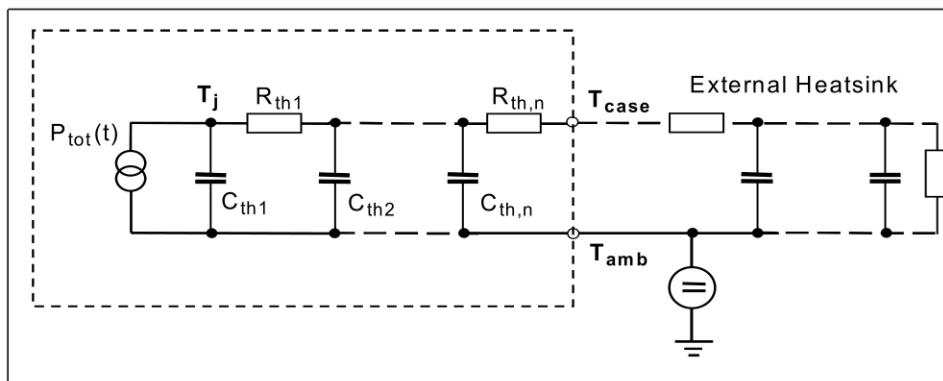 External Heatsink
T_j
R_th1
R_th,n
T_case
P_tot(t)
C_th1
C_th2
C_th,n
T_amb